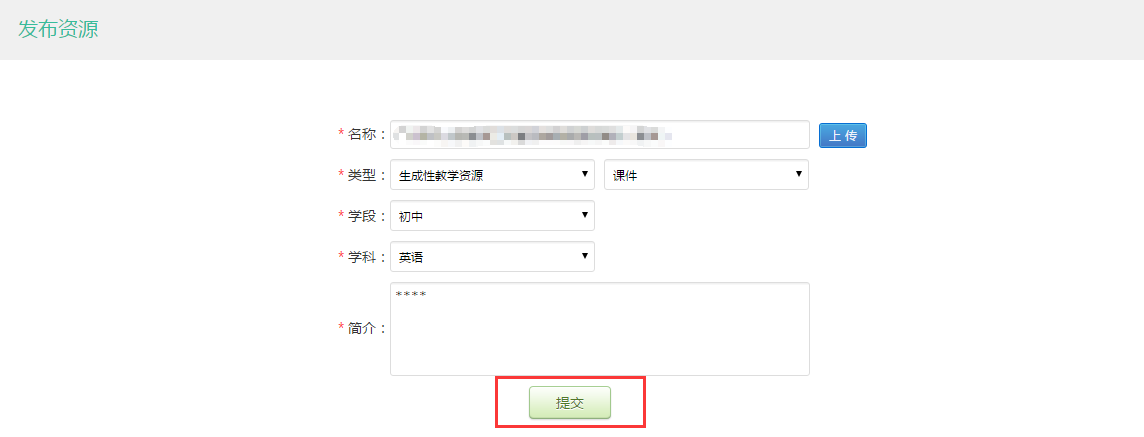 发布资源
* 名称： 上 传
* 类型： 生成性教学资源 课件
* 学段： 初中
* 学科： 英语
* 简介： ****
提交